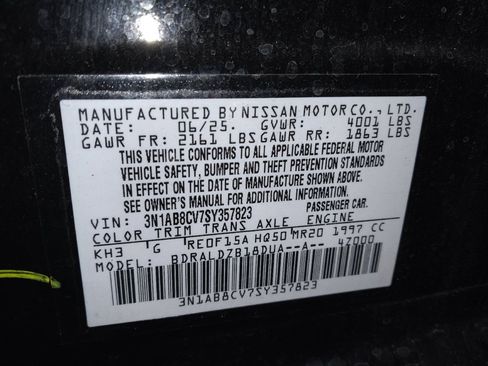 MANUFACTURED BY NISSAN MOTOR CO., LTD.
DATE: 06/25. GVWR: 4001 LBS
GAWR FR: 2161 LBS GAWR RR: 1863 LBS
THIS VEHICLE CONFORMS TO ALL APPLICABLE FEDERAL MOTOR
VEHICLE SAFETY, BUMPER AND THEFT PREVENTION STANDARDS
IN EFFECT ON THE DATE OF MANUFACTURE SHOWN ABOVE.
SEE OWNER'S MANUAL FOR ADDITIONAL INFORMATION
VIN: 3N1AB8CV7SY357823 PASSENGER CAR.
COLOR TRIM TRANS AXLE ENGINE
KH3 G RE0F15A HQ50 MR20 1997 CC
MODEL: BDRALDZB18DUA--A-- 4Z000
3N1AB8CV7SY357823